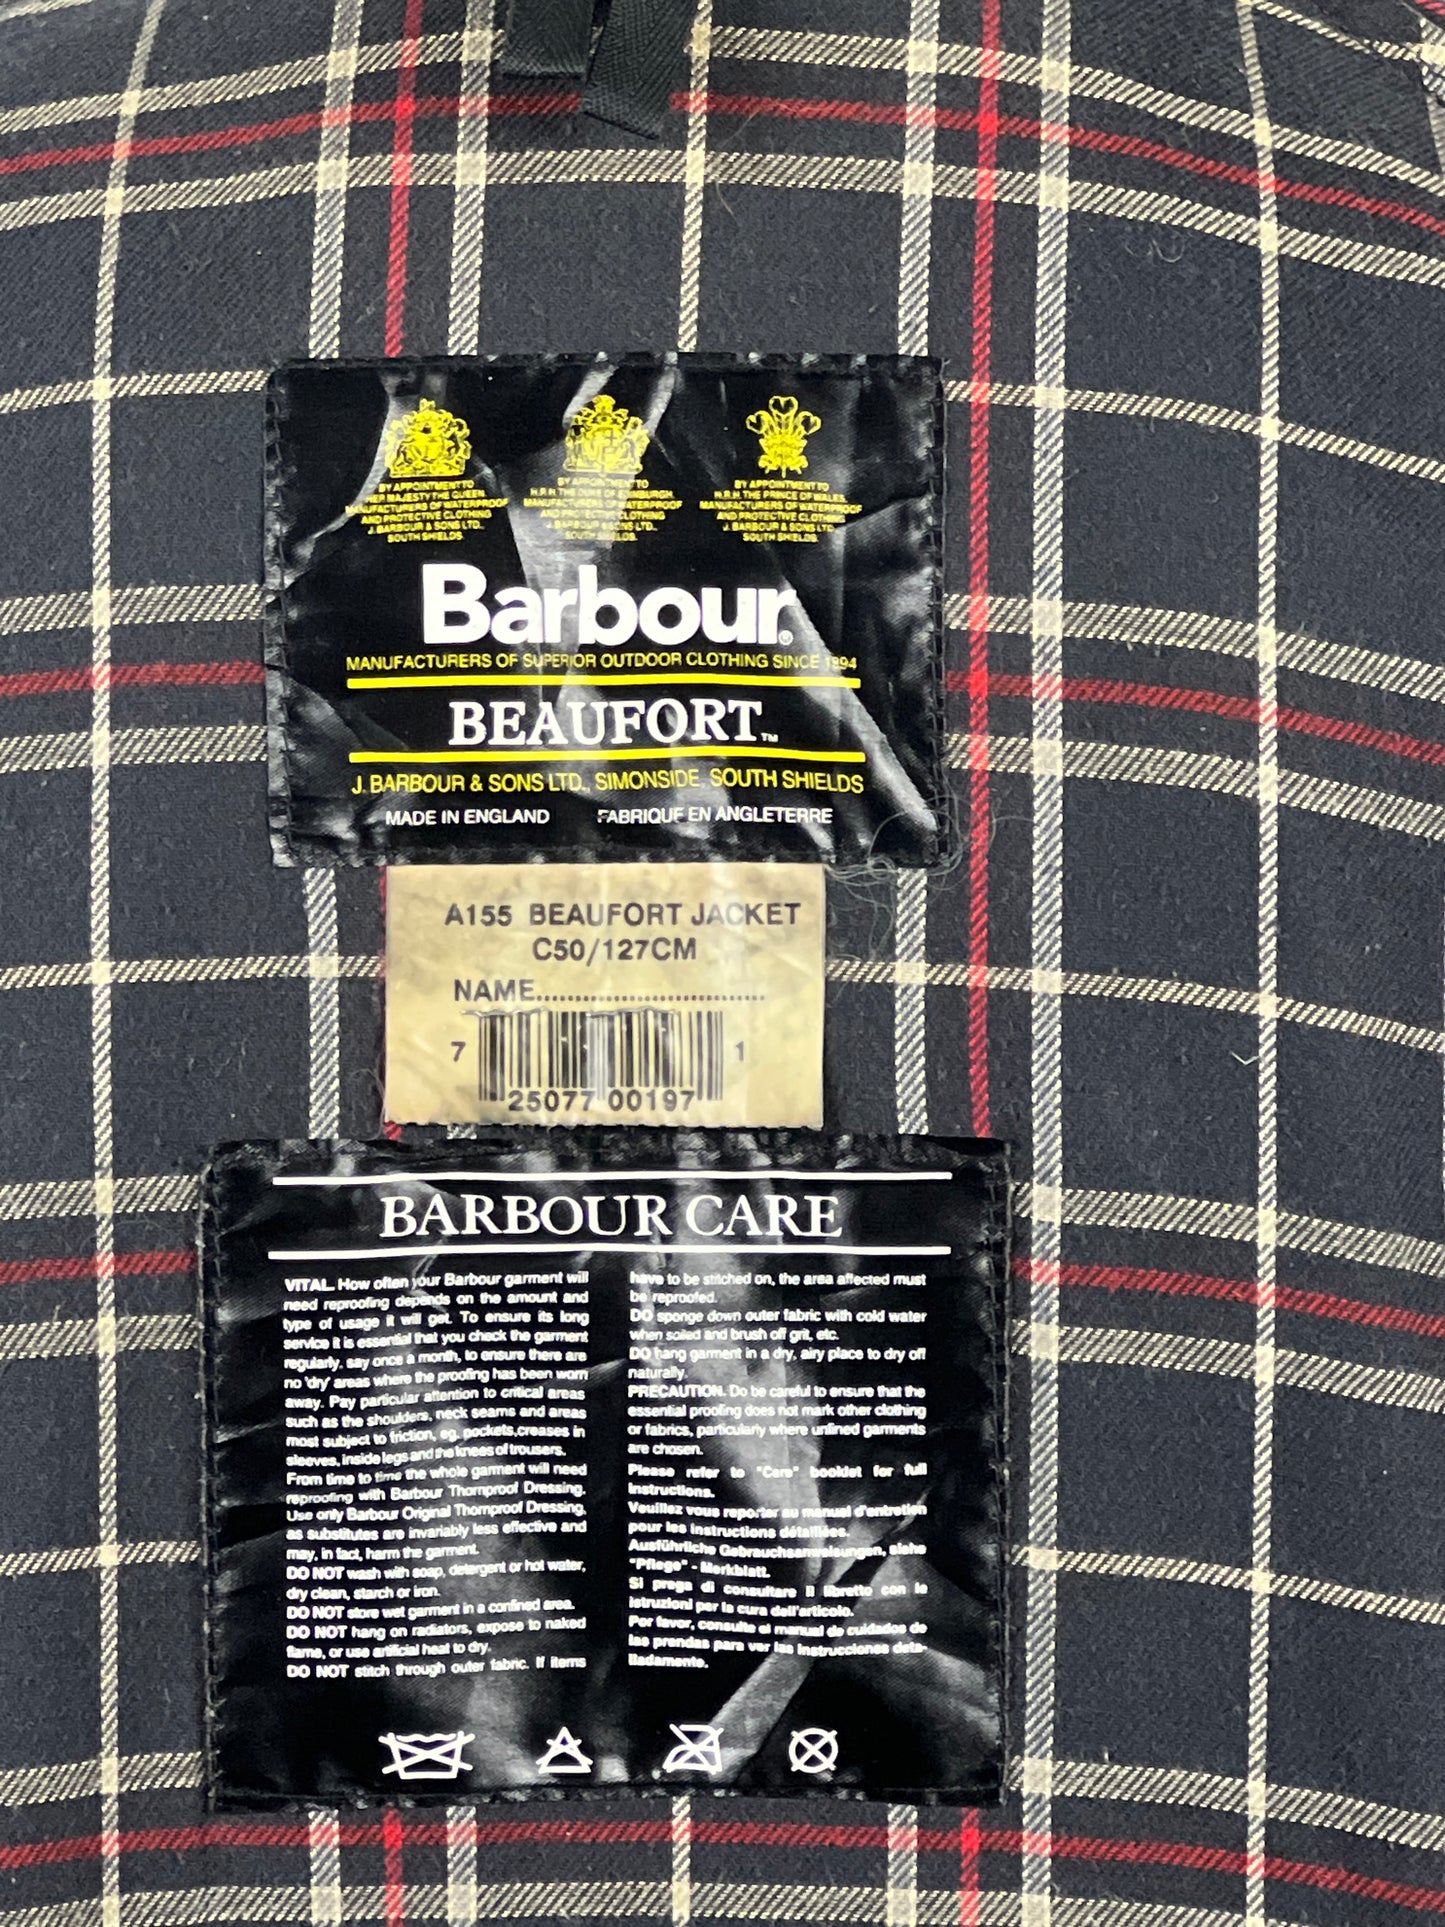 BY APPOINTMENT TO
HER MAJESTY THE QUEEN
MANUFACTURERS OF WATERPROOF
AND PROTECTIVE CLOTHING
J. BARBOUR & SONS LTD.,
SOUTH SHIELDS.
BY APPOINTMENT TO
H.R.H. THE DUKE OF EDINBURGH
MANUFACTURERS OF WATERPROOF
AND PROTECTIVE CLOTHING
J. BARBOUR & SONS LTD.
SOUTH SHIELDS.
BY APPOINTMENT TO
H.R.H. THE PRINCE OF WALES
MANUFACTURERS OF WATERPROOF
AND PROTECTIVE CLOTHING
J. BARBOUR & SONS LTD.
SOUTH SHIELDS.
Barbour®
MANUFACTURERS OF SUPERIOR OUTDOOR CLOTHING SINCE 1894
BEAUFORT™
J. BARBOUR & SONS LTD., SIMONSIDE, SOUTH SHIELDS
MADE IN ENGLAND FABRIQUF EN ANGLETERRE
A155 BEAUFORT JACKET
C50/127CM
NAME..............................
7 25077 00197 1
BARBOUR CARE
VITAL. How often your Barbour garment will
need reproofing depends on the amount and
type of usage it will get. To ensure its long
service it is essential that you check the garment
regularly, say once a month, to ensure there are
no 'dry' areas where the proofing has been worn
away. Pay particular attention to critical areas
such as the shoulders, neck seams and areas
most subject to friction, eg. pockets,creases in
sleeves, inside legs and the knees of trousers.
From time to time the whole garment will need
reproofing with Barbour Thornproof Dressing.
Use only Barbour Original Thornproof Dressing,
as substitutes are invariably less effective and
may, in fact, harm the garment.
DO NOT wash with soap, detergent or hot water,
dry clean, starch or iron.
DO NOT store wet garment in a confined area.
DO NOT hang on radiators, expose to naked
flame, or use artificial heat to dry.
DO NOT stitch through outer fabric. If items
have to be stitched on, the area affected must
be reproofed.
DO sponge down outer fabric with cold water
when soiled and brush off grit, etc.
DO hang garment in a dry, airy place to dry off
naturally.
PRECAUTION. Do be careful to ensure that the
essential proofing does not mark other clothing
or fabrics, particularly where unlined garments
are chosen.
Please refer to "Care" booklet for full
instructions.
Veuillez vous reporter au manuel d'entretien
pour les instructions détaillées.
Ausführliche Gebrauchsanweisungen, siehe
"Pflege" - Merkblatt.
Si prega di consultare il libretto con le
istruzioni per la cura dell'articolo.
Por favor, consulte el manual de cuidados de
las prendas para ver las instrucciones deta-
lladamente.